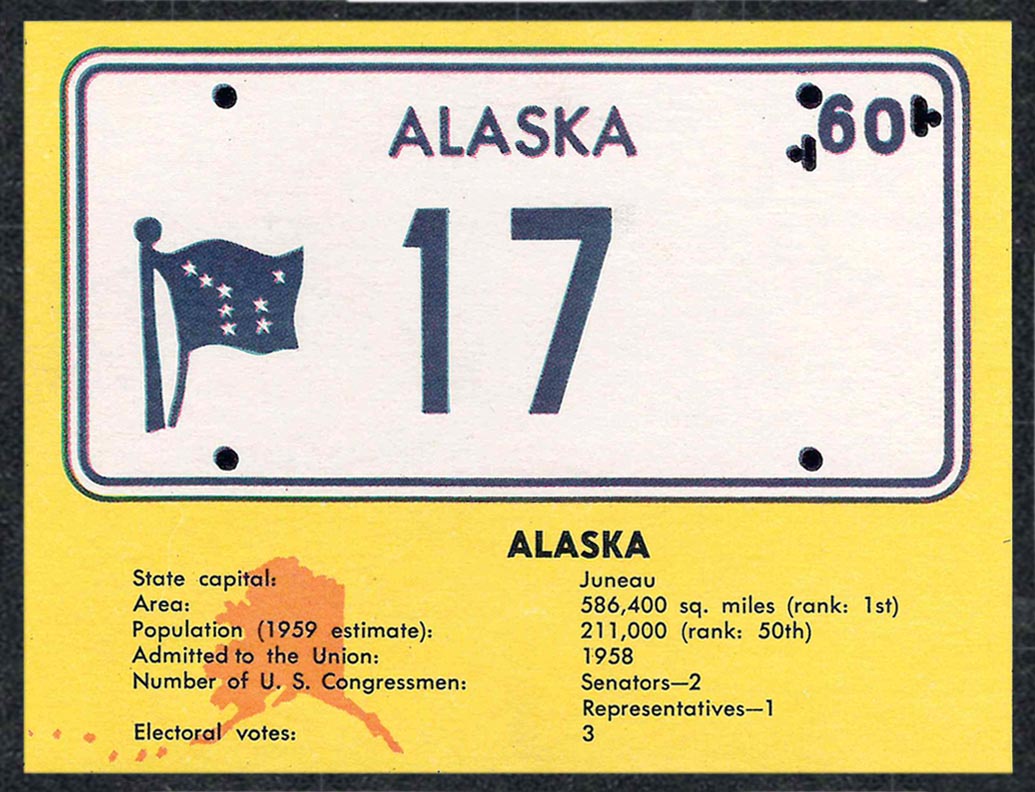 ALASKA
60
17
ALASKA
State capital: Juneau
Area: 586,400 sq. miles (rank: 1st)
Population (1959 estimate): 211,000 (rank: 50th)
Admitted to the Union: 1958
Number of U. S. Congressmen: Senators—2
Representatives—1
Electoral votes: 3